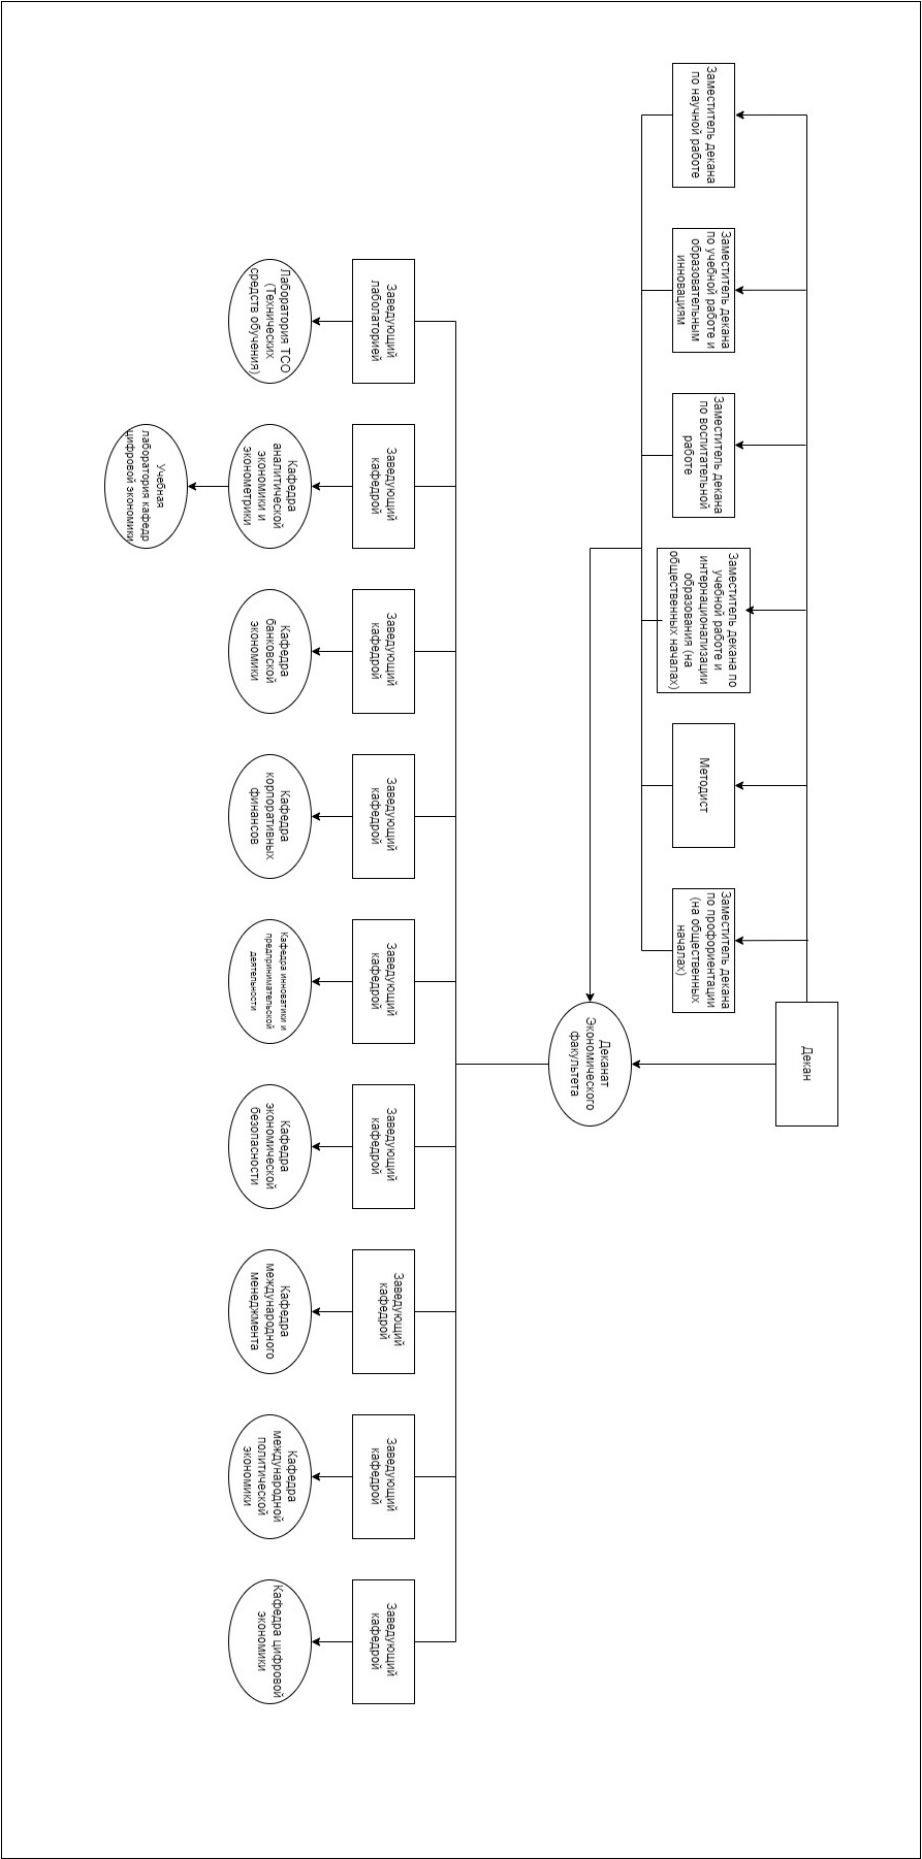 Декан
Заместитель декана
по научной работе
Заместитель декана
по учебной работе и
образовательным
инновациям
Заместитель декана
по воспитательной
работе
Заместитель декана по
учебной работе и
интернационализации
образования (на
общественных началах)
Методист
Заместитель декана
по профориентации
(на общественных
началах)
Деканат
Экономического
факультета
Заведующий
лаболаторией
Заведующий
кафедрой
Заведующий
кафедрой
Заведующий
кафедрой
Заведующий
кафедрой
Заведующий
кафедрой
Заведующий
кафедрой
Заведующий
кафедрой
Заведующий
кафедрой
Лаборатория ТСО
(Технических
средств обучения)
Кафедра
аналитической
экономики и
эконометрики
Кафедра
банковской
экономики
Кафедра
корпоративных
финансов
Кафедра инноватики и
предпринимательской
деятельности
Кафедра
экономической
безопасности
Кафедра
международного
менеджмента
Кафедра
международной
политической
экономики
Кафедра цифровой
экономики
Учебная
лаборатория кафедр
цифровой экономики